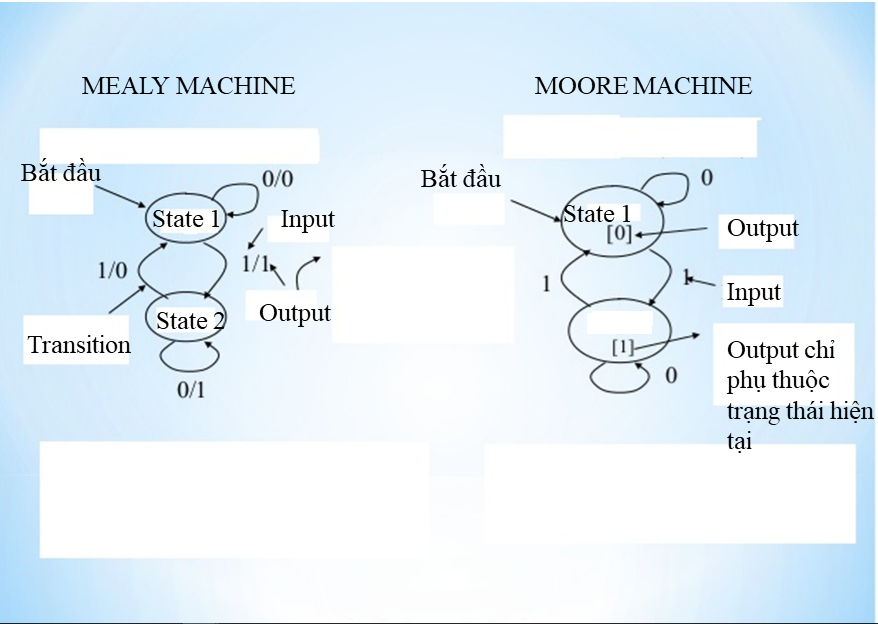 MEALY MACHINE
Bắt đầu
0/0
State 1
Input
1/0
1/1
State 2
Output
Transition
0/1
MOORE MACHINE
Bắt đầu
0
State 1
[0]
Output
1
1
Input
[1]
Output chỉ
phụ thuộc
trạng thái hiện
tại
0